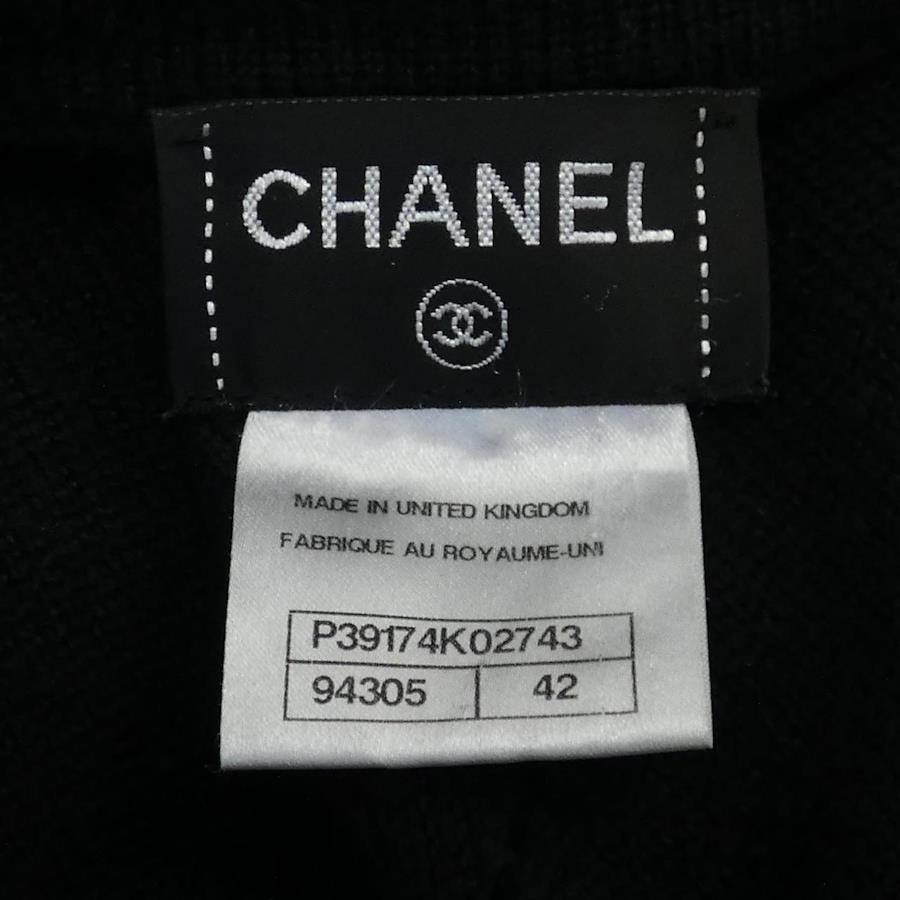 CHANEL
MADE IN UNITED KINGDOM
FABRIQUE AU ROYAUME-UNI
P39174K02743
94305 42